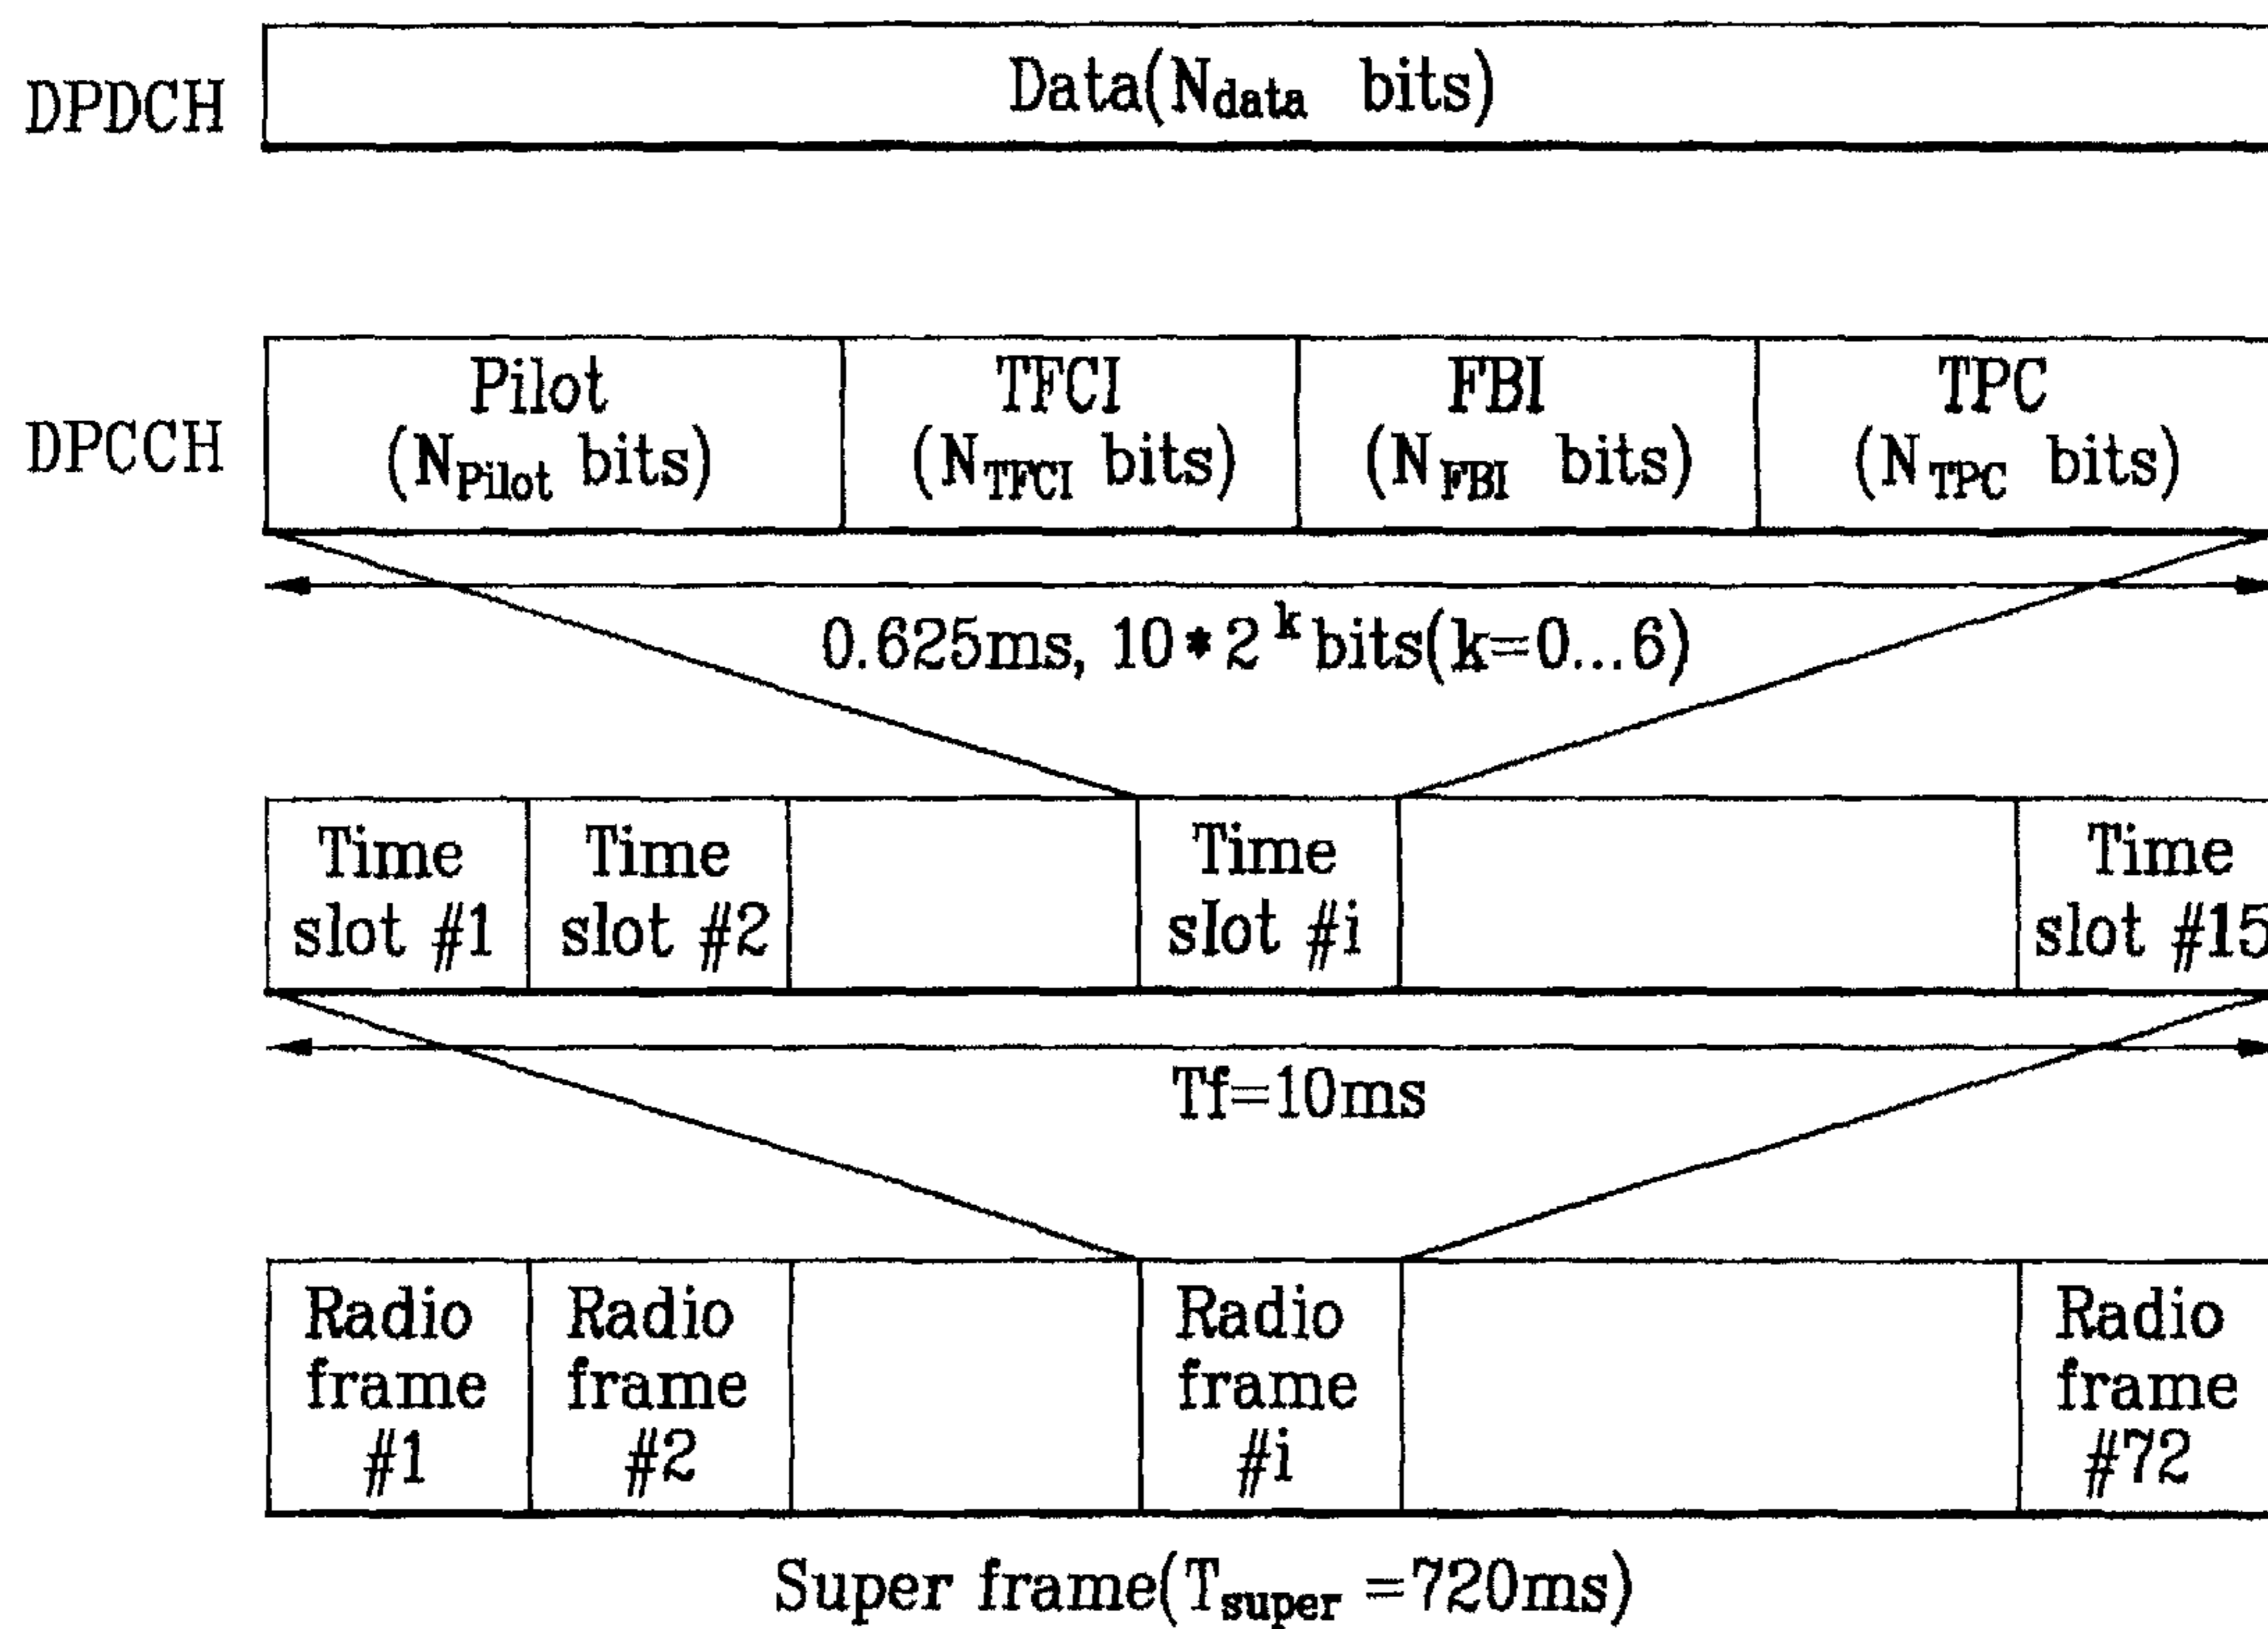 DPDCH
Data(Ndata bits)
DPCCH
Pilot
(NPilot bits)
TFCI
(NTFCI bits)
FBI
(NFBI bits)
TPC
(NTPC bits)
0.625ms, 10*2^k bits(k=0...6)
Time
slot #1
Time
slot #2
Time
slot #i
Time
slot #15
Tf=10ms
Radio
frame
#1
Radio
frame
#2
Radio
frame
#i
Radio
frame
#72
Super frame(Tsuper =720ms)